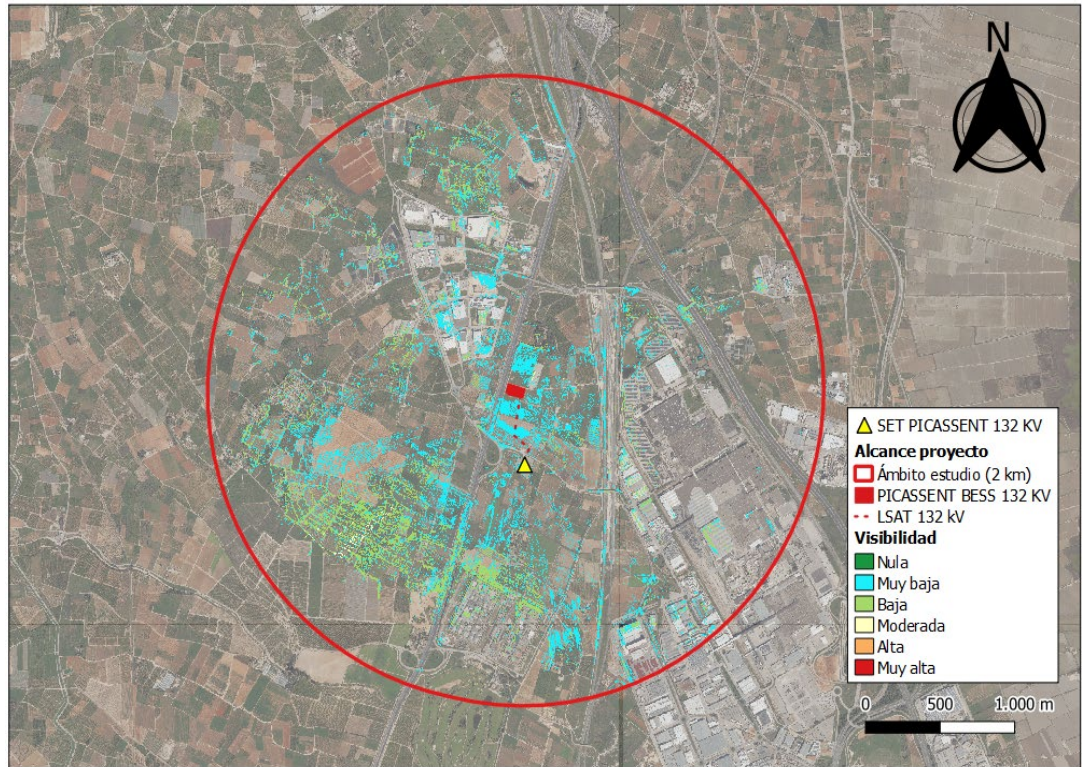 N
SET PICASSENT 132 KV
Alcance proyecto
Ámbito estudio (2 km)
PICASSENT BESS 132 KV
LSAT 132 kV
Visibilidad
Nula
Muy baja
Baja
Moderada
Alta
Muy alta
0 500 1.000 m